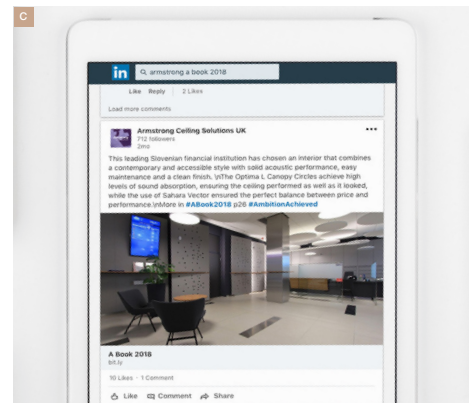 C
in armstrong a book 2018
Like Reply 2 Likes
Load more comments
Armstrong Ceiling Solutions UK
712 followers
2mo
This leading Slovenian financial institution has chosen an interior that combines
a contemporary and accessible style with solid acoustic performance, easy
maintenance and a clean finish. \nThe Optima L Canopy Circles achieve high
levels of sound absorption, ensuring the ceiling performed as well as it looked,
while the use of Sahara Vector ensured the perfect balance between price and
performance.\nMore in #ABook2018 p26 #AmbitionAchieved
A Book 2018
bit.ly
10 Likes · 1 Comment
Like Comment Share